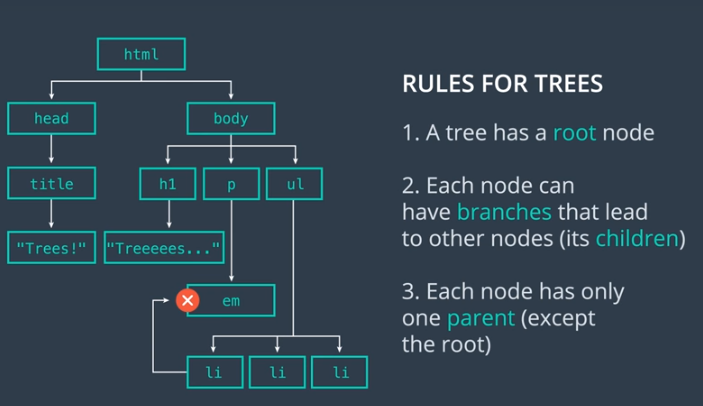 html
RULES FOR TREES
head
body
1. A tree has a root node
title
h1
p
ul
2. Each node can
have branches that lead
to other nodes (its children)
"Trees!"
"Treeeees..."
em
3. Each node has only
one parent (except
the root)
li
li
li